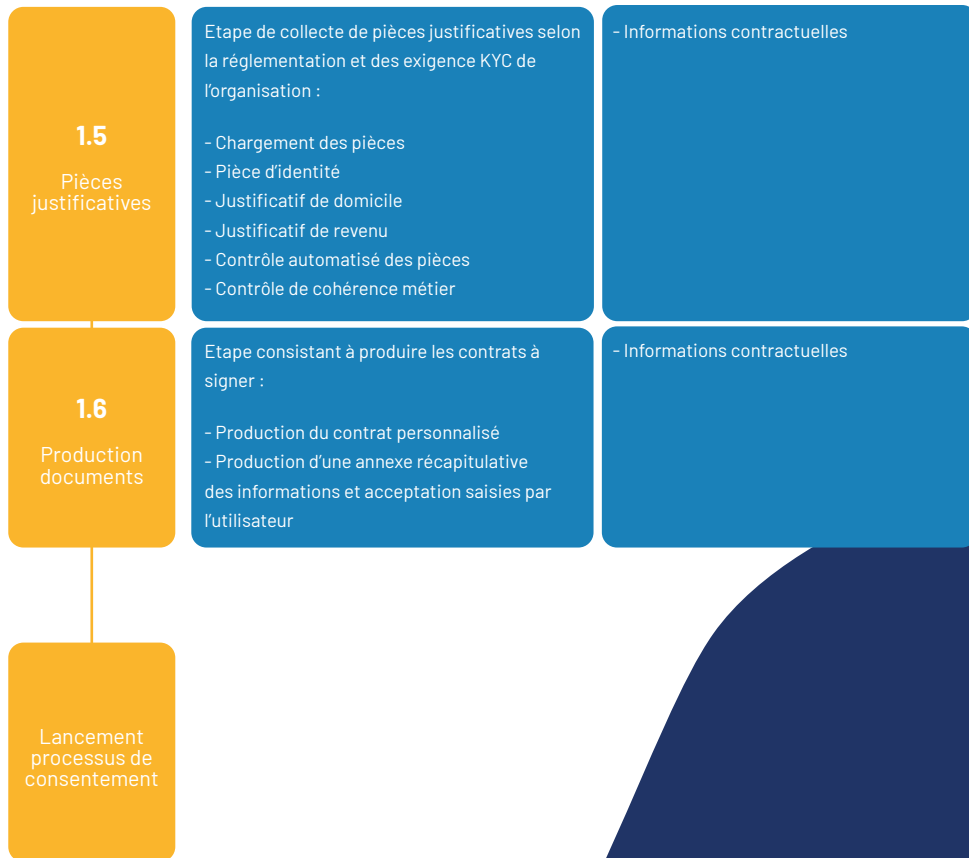 1.5
Pièces
justificatives
Etape de collecte de pièces justificatives selon
la réglementation et des exigence KYC de
l'organisation :
- Chargement des pièces
- Pièce d'identité
- Justificatif de domicile
- Justificatif de revenu
- Contrôle automatisé des pièces
- Contrôle de cohérence métier
- Informations contractuelles
1.6
Production
documents
Etape consistant à produire les contrats à
signer :
- Production du contrat personnalisé
- Production d'une annexe récapitulative
des informations et acceptation saisies par
l'utilisateur
- Informations contractuelles
Lancement
processus de
consentement